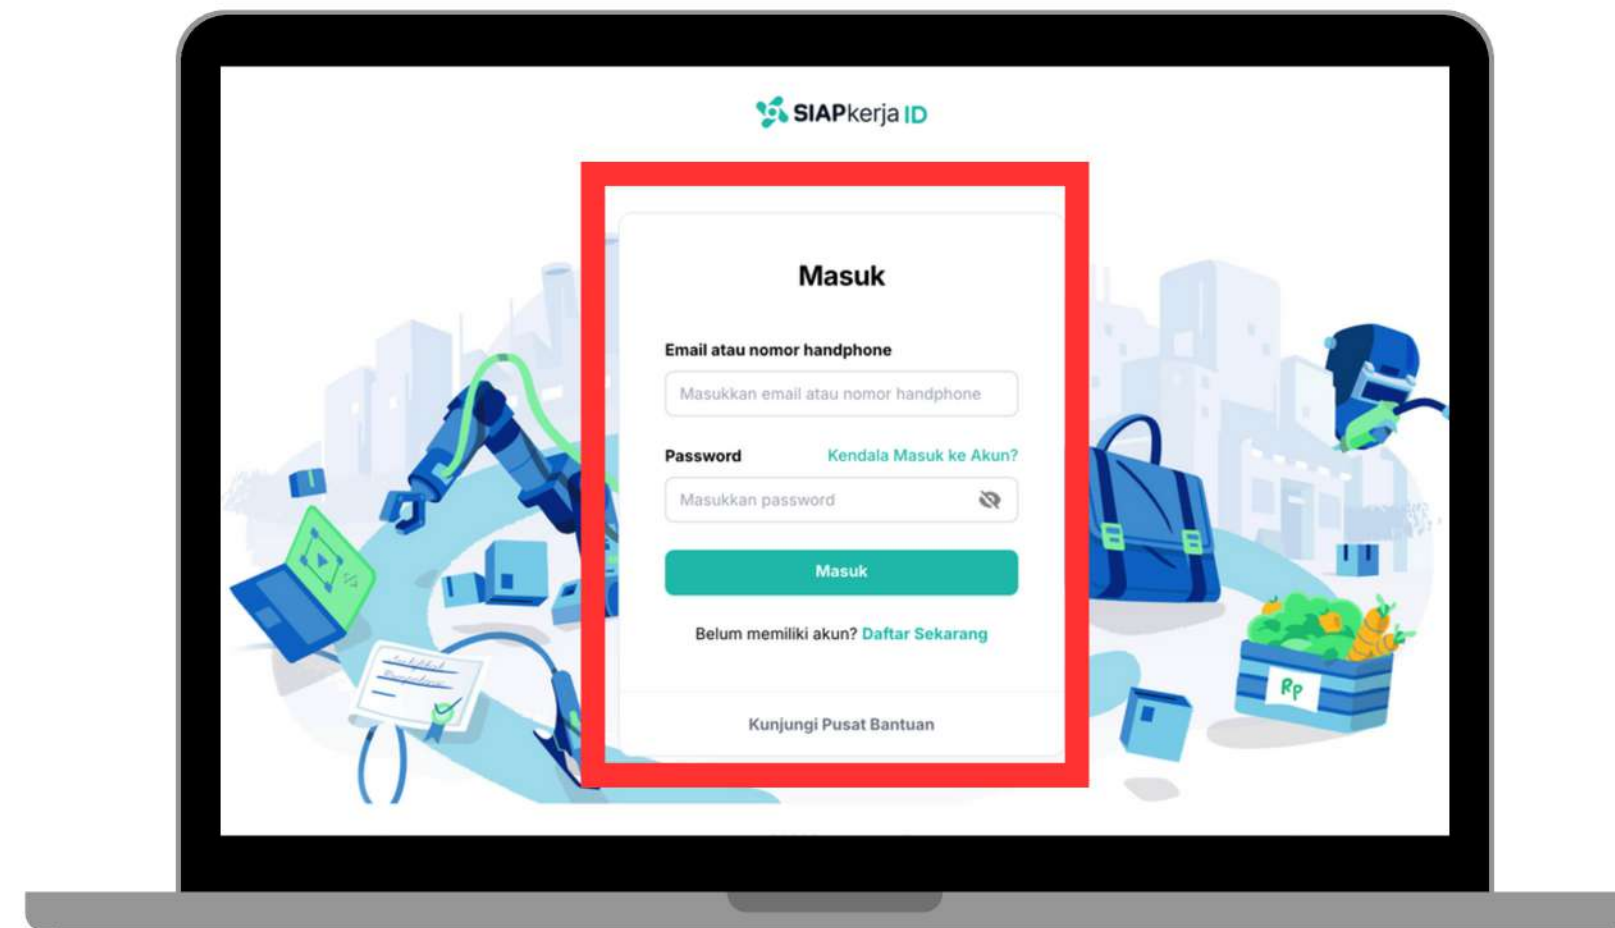 SIAPkerja ID
Masuk
Email atau nomor handphone
Masukkan email atau nomor handphone
Password Kendala Masuk ke Akun?
Masukkan password
Masuk
Belum memiliki akun? Daftar Sekarang
Kunjungi Pusat Bantuan
Rp